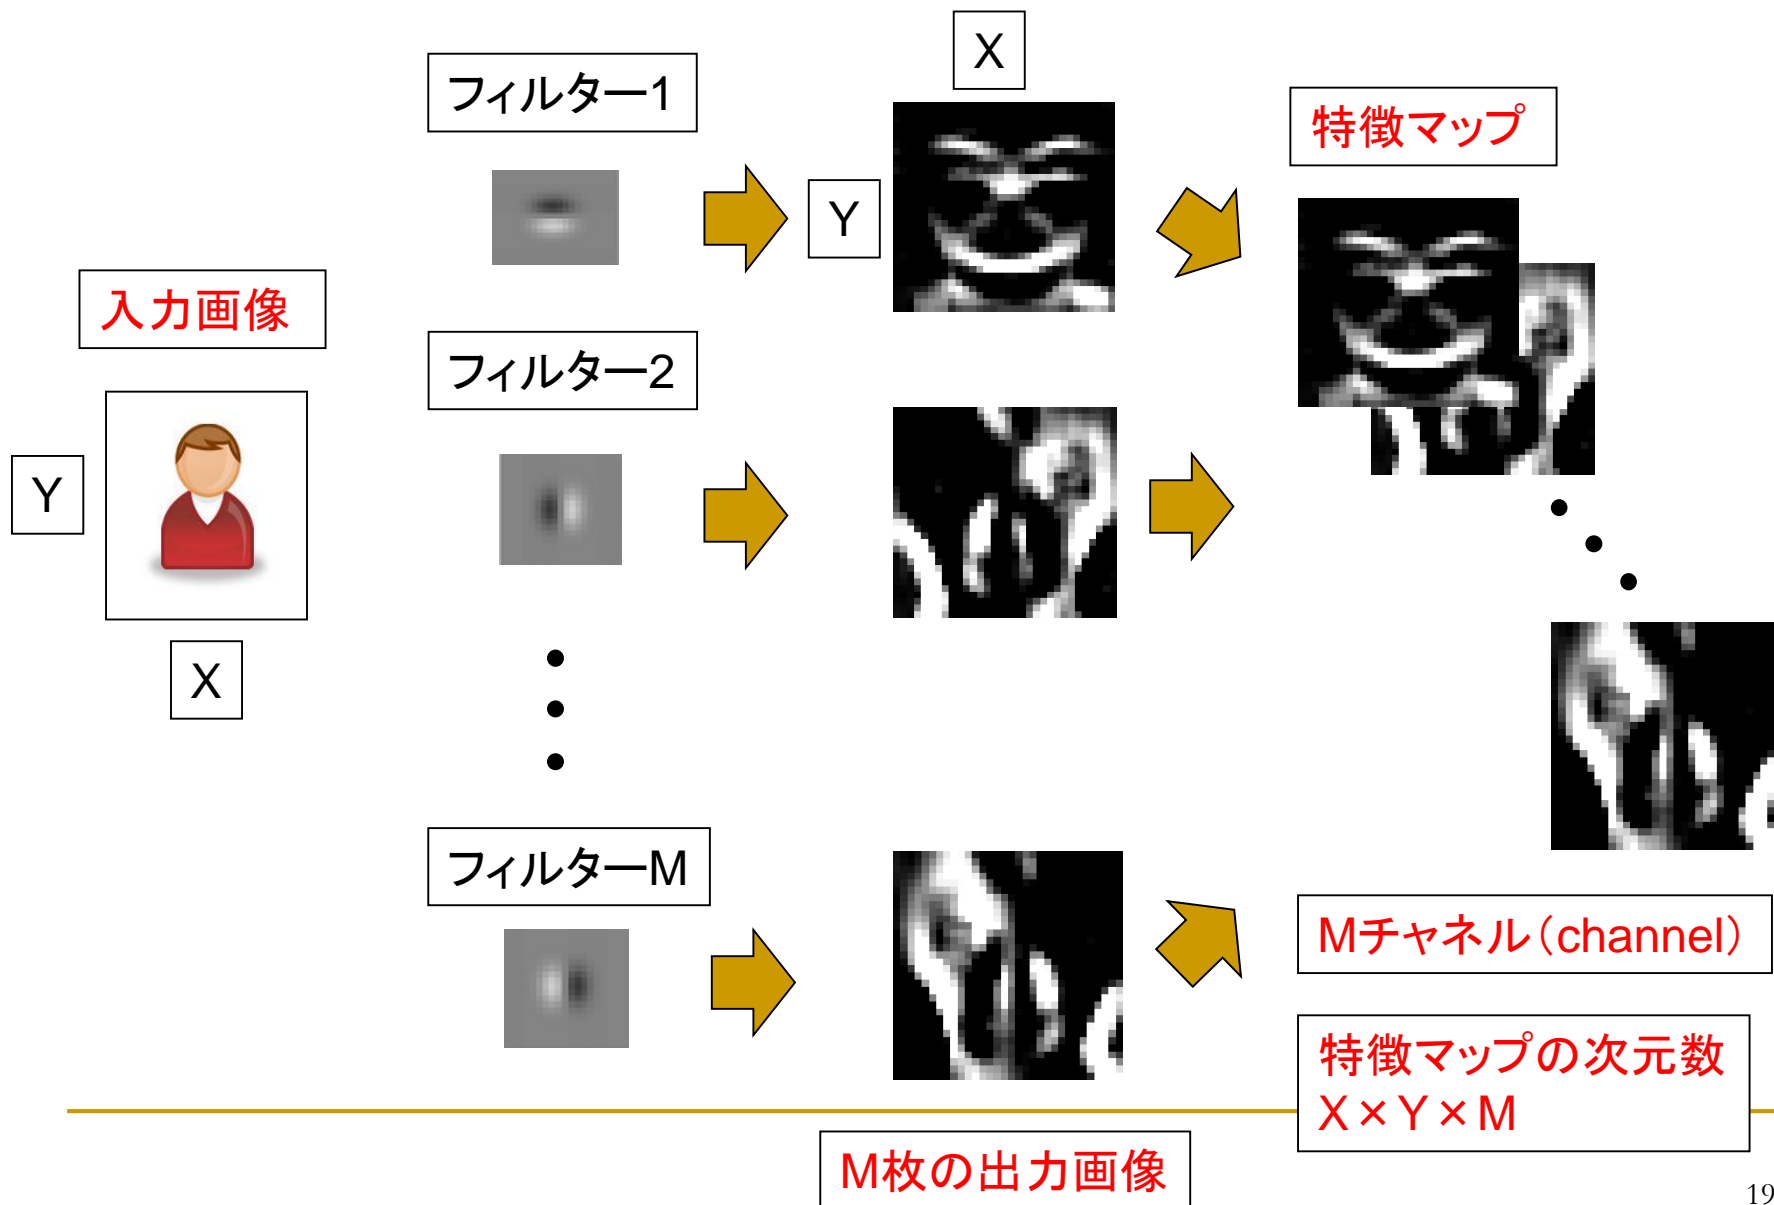 入力画像
Y
X
フィルター1
フィルター2
フィルターM
X
Y
特徴マップ
Mチャネル（channel）
特徴マップの次元数
X×Y×M
M枚の出力画像
19